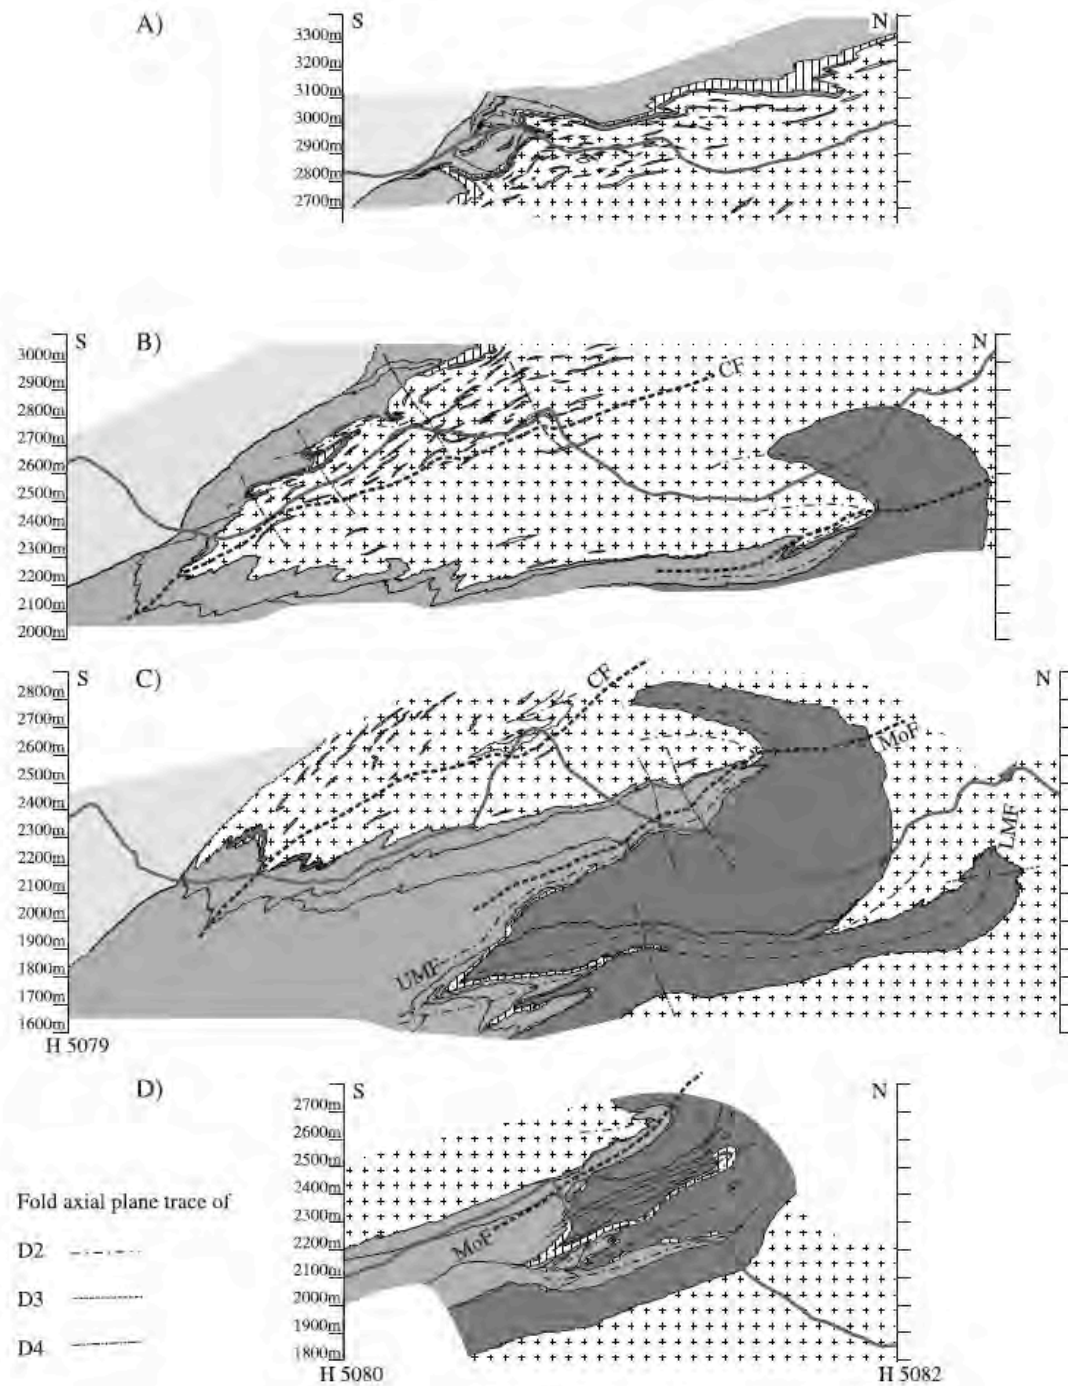 A)
S
N
3300m
3200m
3100m
3000m
2900m
2800m
2700m
S
B)
N
CF
3000m
2900m
2800m
2700m
2600m
2500m
2400m
2300m
2200m
2100m
2000m
S
C)
N
CF
MoF
LMF
UMF
2800m
2700m
2600m
2500m
2400m
2300m
2200m
2100m
2000m
1900m
1800m
1700m
1600m
H 5079
D)
S
N
2700m
2600m
2500m
2400m
2300m
2200m
2100m
2000m
1900m
1800m
MoF
H 5080
H 5082
Fold axial plane trace of
D2
D3
D4